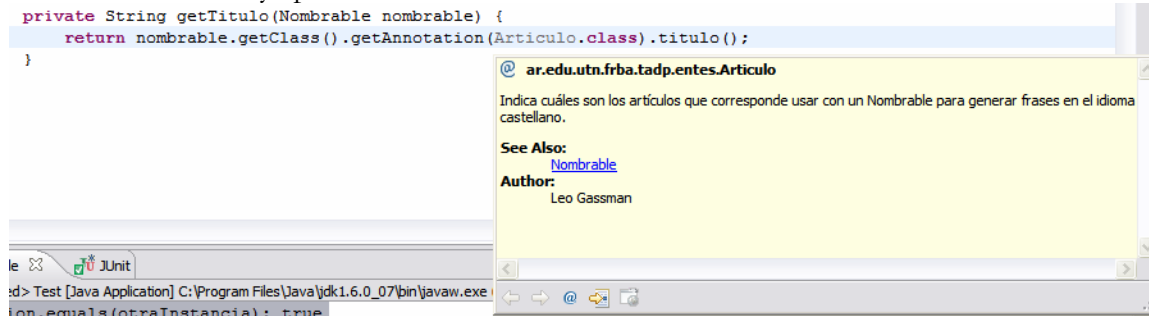 private String getTitulo(Nombrable nombrable) {
return nombrable.getClass().getAnnotation(Articulo.class).titulo();
}
@ ar.edu.utn.frba.tadp.entes.Articulo
Indica cuáles son los artículos que corresponde usar con un Nombrable para generar frases en el idioma
castellano.
See Also:
Nombrable
Author:
Leo Gassman
le JUnit
ed> Test [Java Application] C:\Program Files\Java\jdk1.6.0_07\bin\javaw.exe
ion.equals(otraInstancia): true